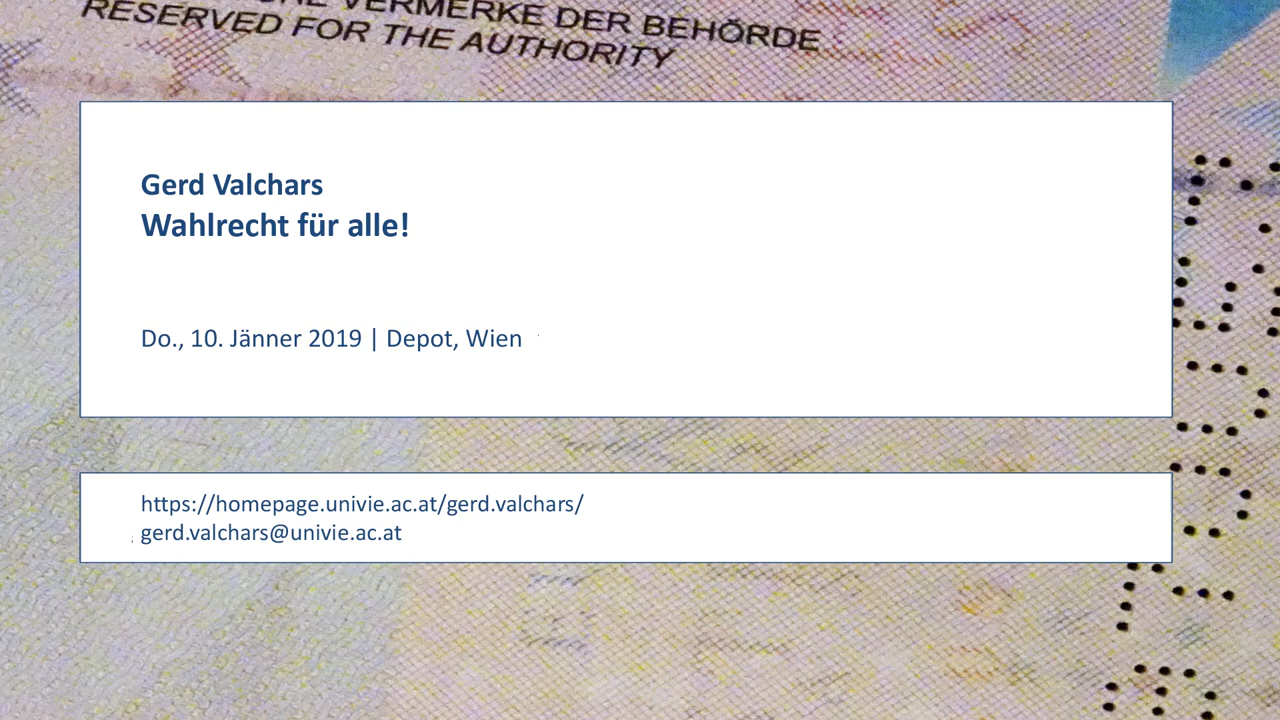 VERMERKE DER BEHÖRDE
RESERVED FOR THE AUTHORITY
Gerd Valchars
Wahlrecht für alle!
Do., 10. Jänner 2019 | Depot, Wien
https://homepage.univie.ac.at/gerd.valchars/
gerd.valchars@univie.ac.at